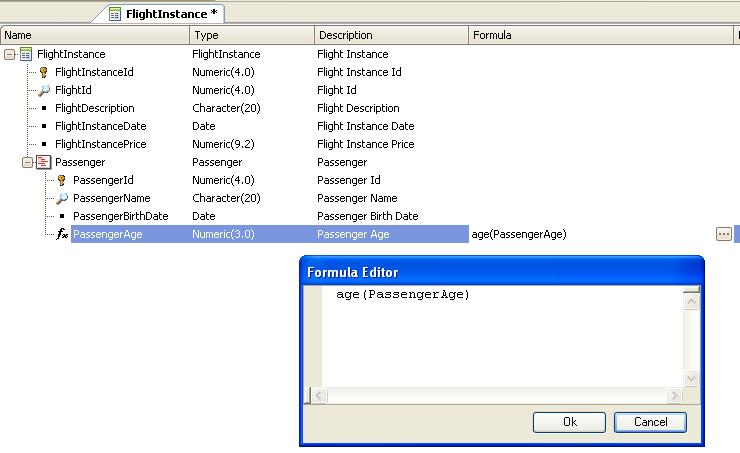 FlightInstance *
Name Type Description Formula
FlightInstance FlightInstance Flight Instance
FlightInstanceId Numeric(4.0) Flight Instance Id
FlightId Numeric(4.0) Flight Id
FlightDescription Character(20) Flight Description
FlightInstanceDate Date Flight Instance Date
FlightInstancePrice Numeric(9.2) Flight Instance Price
Passenger Passenger Passenger
PassengerId Numeric(4.0) Passenger Id
PassengerName Character(20) Passenger Name
PassengerBirthDate Date Passenger Birth Date
fx PassengerAge Numeric(3.0) Passenger Age age(PassengerAge) ...
Formula Editor
age(PassengerAge)
Ok Cancel